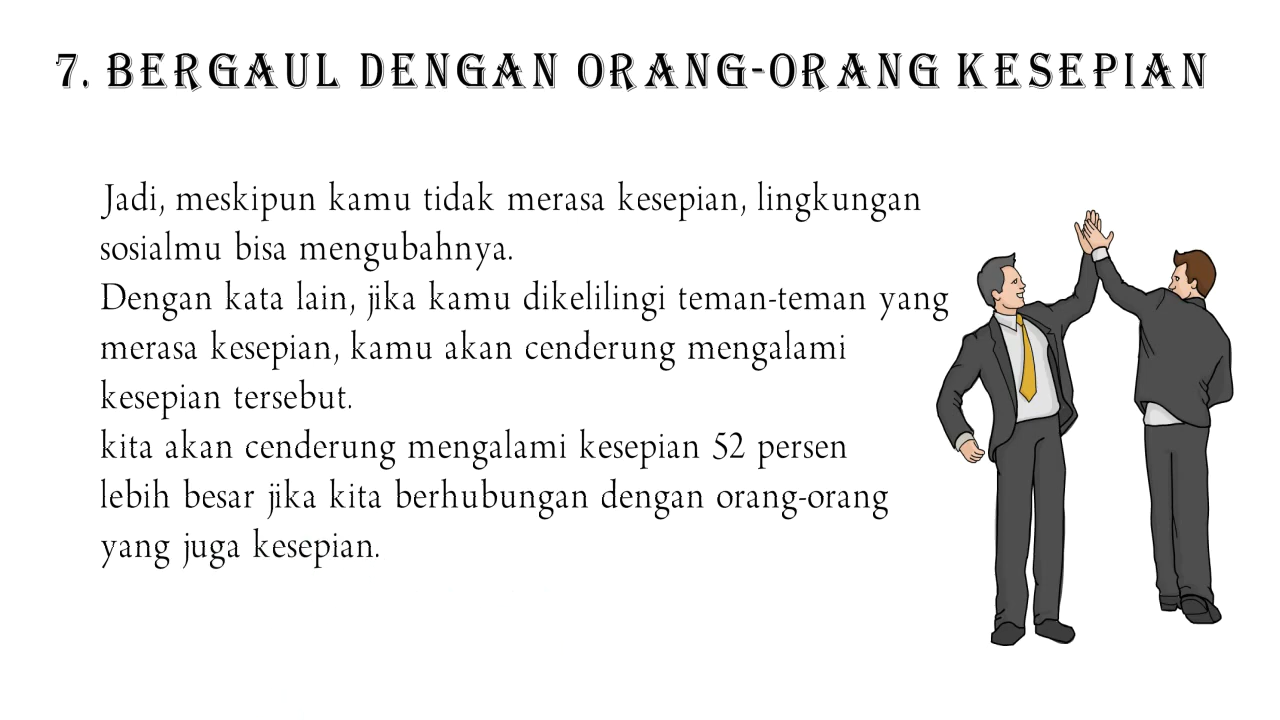 7. BERGAUL DENGAN ORANG-ORANG KESEPIAN
Jadi, meskipun kamu tidak merasa kesepian, lingkungan
sosialmu bisa mengubahnya.
Dengan kata lain, jika kamu dikelilingi teman-teman yang
merasa kesepian, kamu akan cenderung mengalami
kesepian tersebut.
kita akan cenderung mengalami kesepian 52 persen
lebih besar jika kita berhubungan dengan orang-orang
yang juga kesepian.